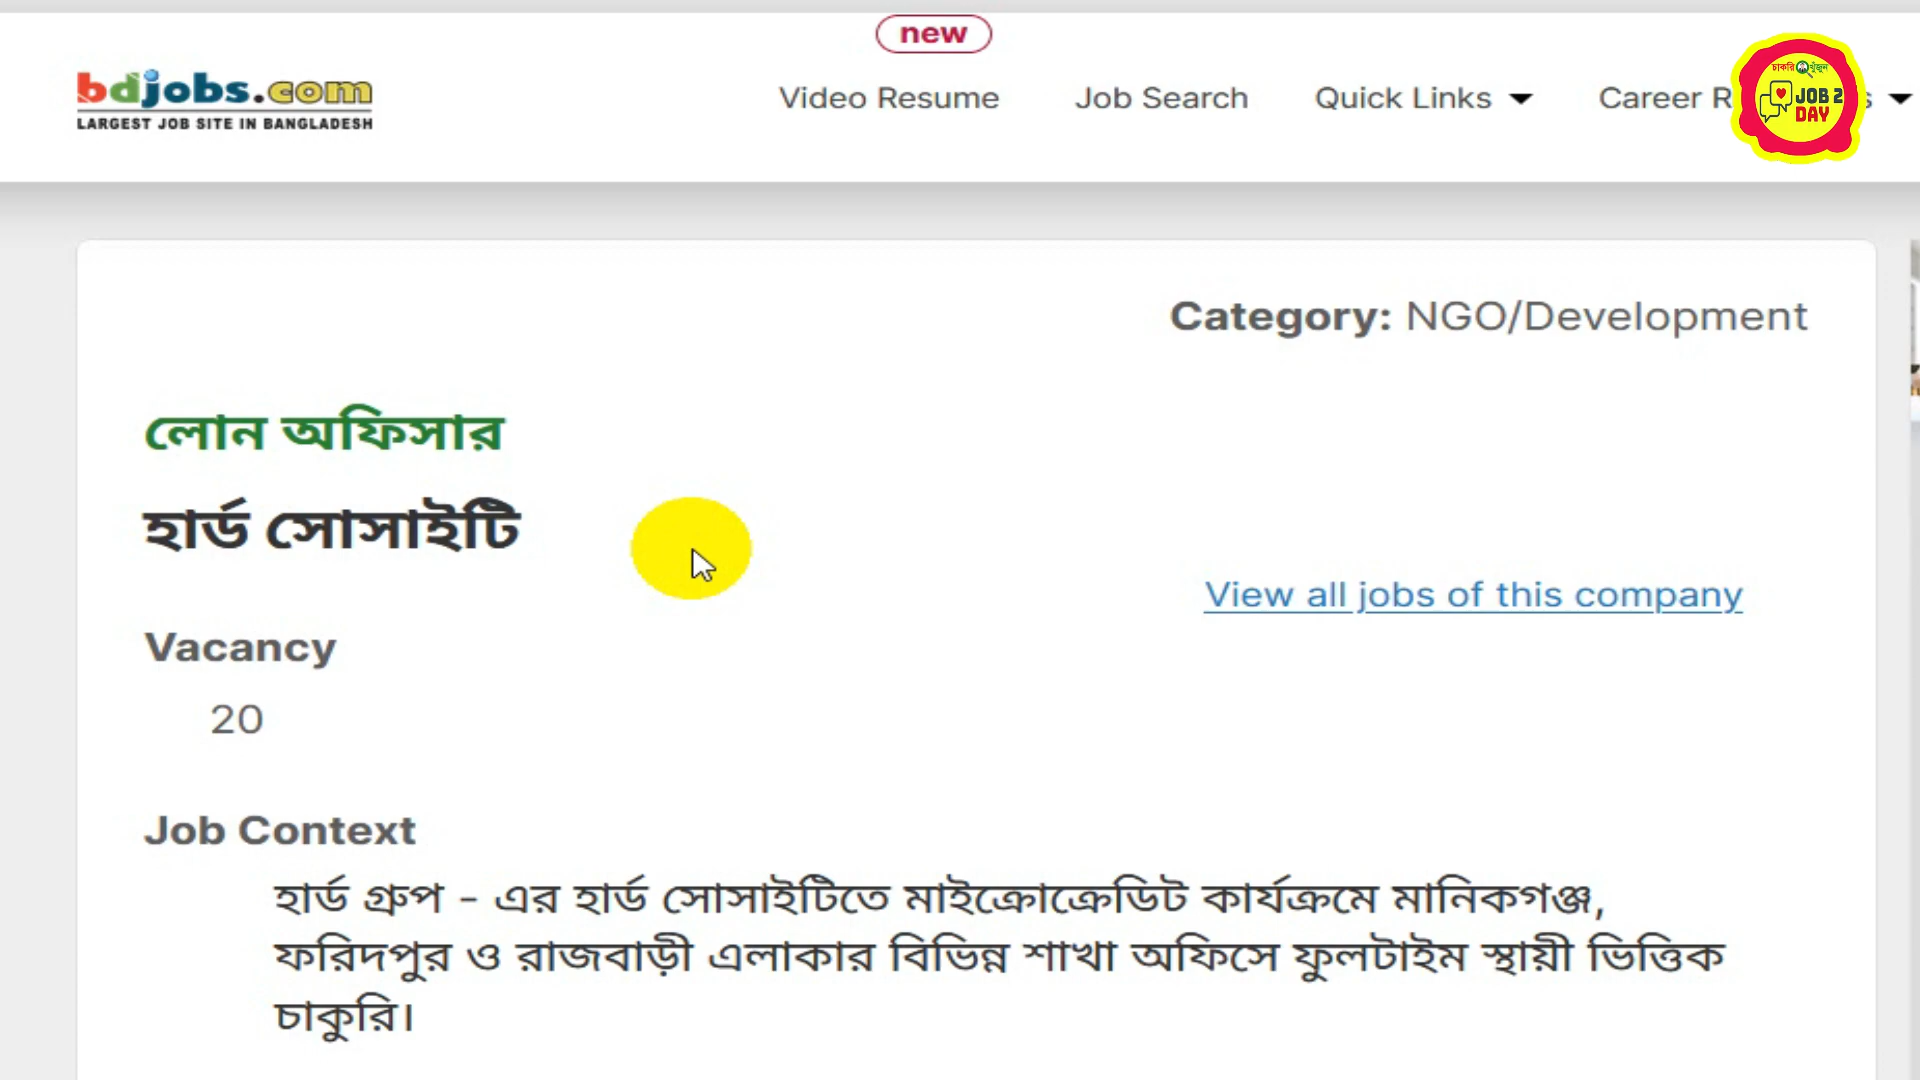 new
bdjobs.com
LARGEST JOB SITE IN BANGLADESH
Video Resume Job Search Quick Links Career R s
চাকরি খুঁজুন
JOB 2
DAY
Category: NGO/Development
লোন অফিসার
হার্ড সোসাইটি
View all jobs of this company
Vacancy
20
Job Context
হার্ড গ্রুপ - এর হার্ড সোসাইটিতে মাইক্রোক্রেডিট কার্যক্রমে মানিকগঞ্জ,
ফরিদপুর ও রাজবাড়ী এলাকার বিভিন্ন শাখা অফিসে ফুলটাইম স্থায়ী ভিত্তিক
চাকুরি।